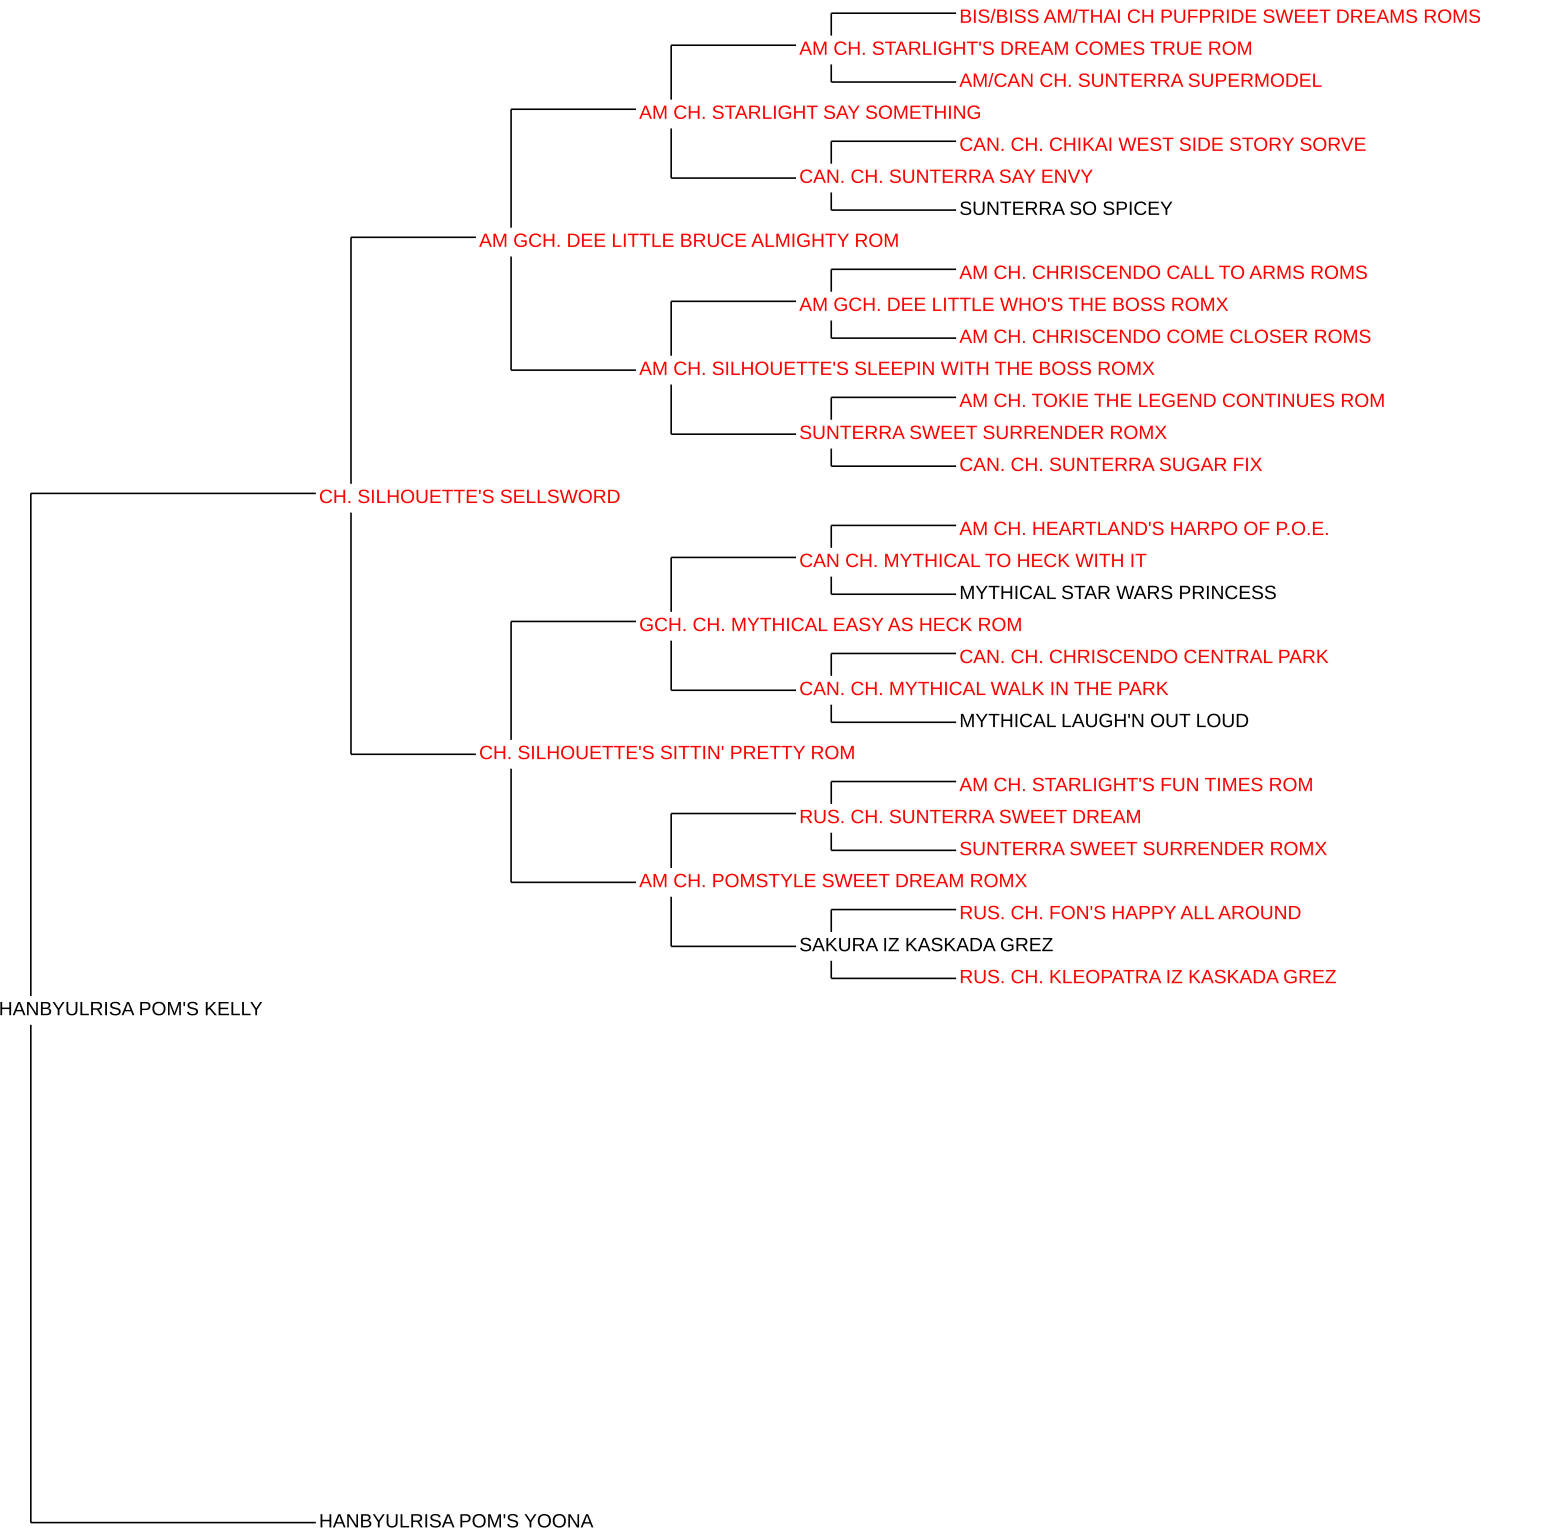 BIS/BISS AM/THAI CH PUFPRIDE SWEET DREAMS ROMS
AM CH. STARLIGHT'S DREAM COMES TRUE ROM
AM/CAN CH. SUNTERRA SUPERMODEL
AM CH. STARLIGHT SAY SOMETHING
CAN. CH. CHIKAI WEST SIDE STORY SORVE
CAN. CH. SUNTERRA SAY ENVY
SUNTERRA SO SPICEY
AM GCH. DEE LITTLE BRUCE ALMIGHTY ROM
AM CH. CHRISCENDO CALL TO ARMS ROMS
AM GCH. DEE LITTLE WHO'S THE BOSS ROMX
AM CH. CHRISCENDO COME CLOSER ROMS
AM CH. SILHOUETTE'S SLEEPIN WITH THE BOSS ROMX
AM CH. TOKIE THE LEGEND CONTINUES ROM
SUNTERRA SWEET SURRENDER ROMX
CAN. CH. SUNTERRA SUGAR FIX
CH. SILHOUETTE'S SELLSWORD
AM CH. HEARTLAND'S HARPO OF P.O.E.
CAN CH. MYTHICAL TO HECK WITH IT
MYTHICAL STAR WARS PRINCESS
GCH. CH. MYTHICAL EASY AS HECK ROM
CAN. CH. CHRISCENDO CENTRAL PARK
CAN. CH. MYTHICAL WALK IN THE PARK
MYTHICAL LAUGH'N OUT LOUD
CH. SILHOUETTE'S SITTIN' PRETTY ROM
AM CH. STARLIGHT'S FUN TIMES ROM
RUS. CH. SUNTERRA SWEET DREAM
SUNTERRA SWEET SURRENDER ROMX
AM CH. POMSTYLE SWEET DREAM ROMX
RUS. CH. FON'S HAPPY ALL AROUND
SAKURA IZ KASKADA GREZ
RUS. CH. KLEOPATRA IZ KASKADA GREZ
HANBYULRISA POM'S KELLY
HANBYULRISA POM'S YOONA